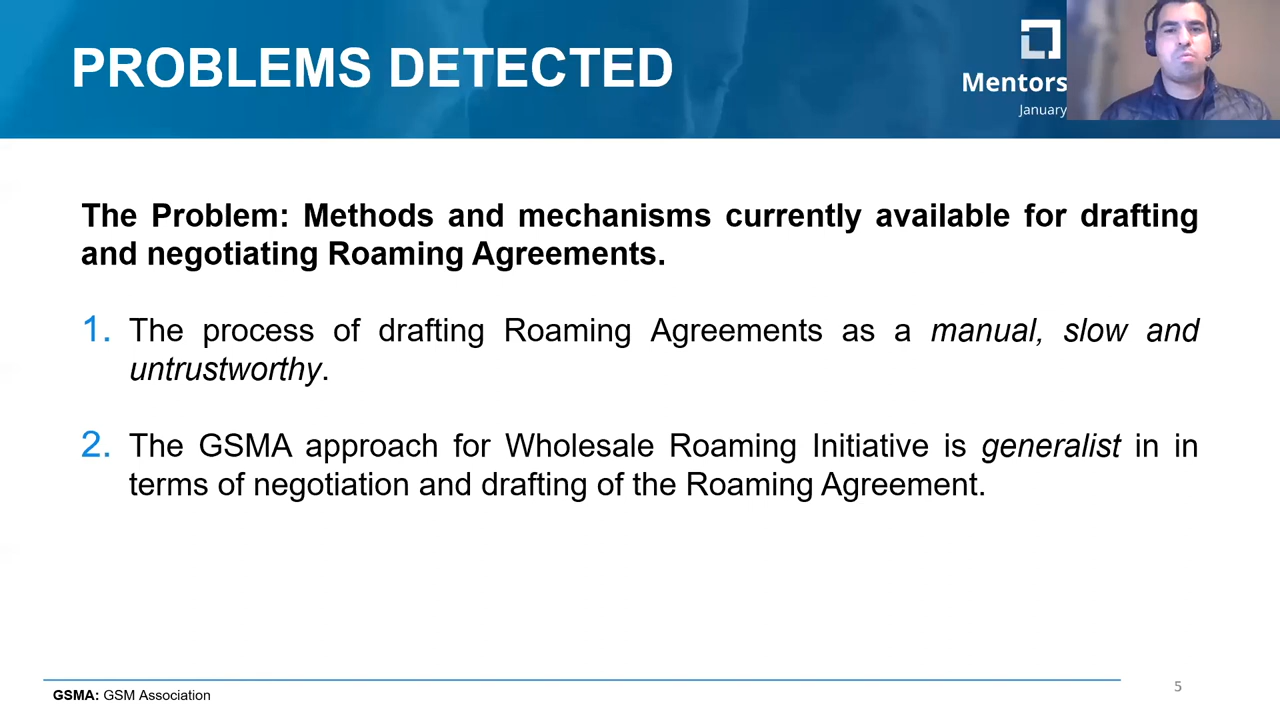 PROBLEMS DETECTED
Mentors
January
The Problem: Methods and mechanisms currently available for drafting
and negotiating Roaming Agreements.
1. The process of drafting Roaming Agreements as a manual, slow and
untrustworthy.
2. The GSMA approach for Wholesale Roaming Initiative is generalist in in
terms of negotiation and drafting of the Roaming Agreement.
GSMA: GSM Association
5